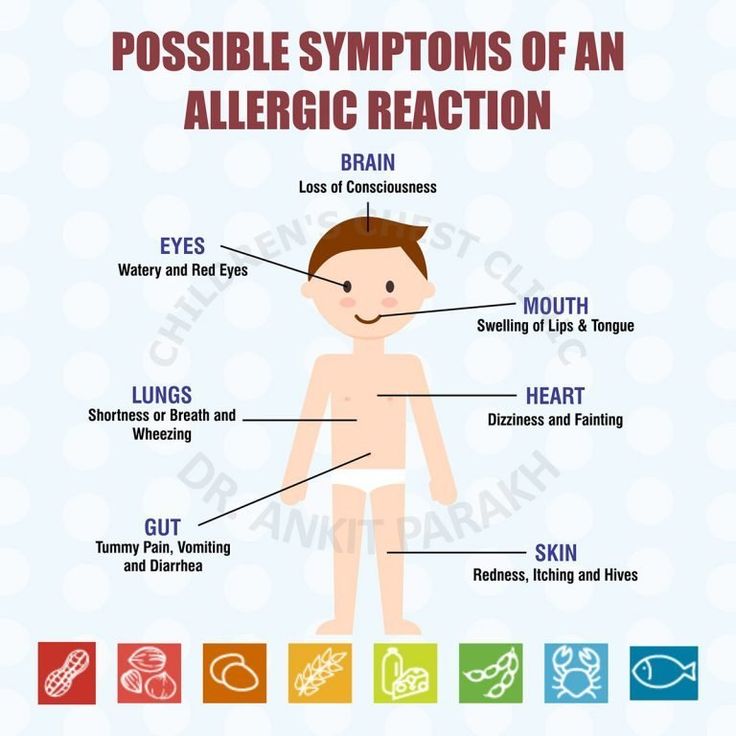 POSSIBLE SYMPTOMS OF AN
ALLERGIC REACTION
BRAIN
Loss of Consciousness
EYES
Watery and Red Eyes
MOUTH
Swelling of Lips & Tongue
LUNGS
Shortness or Breath and
Wheezing
HEART
Dizziness and Fainting
GUT
Tummy Pain, Vomiting
and Diarrhea
SKIN
Redness, Itching and Hives
CHILDREN'S CHEST CLINIC
DR. ANKIT PARAKH